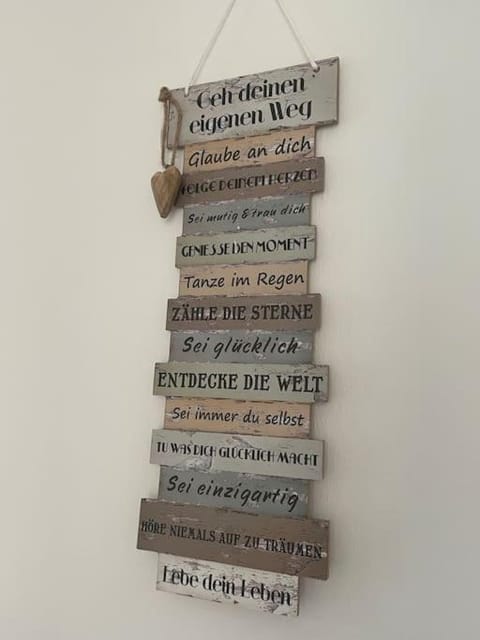 Geh deinen
eigenen Weg
Glaube an dich
FOLGE DEINEM HERZEN
Sei mutig & trau dich
GENIESSE DEN MOMENT
Tanze im Regen
ZÄHLE DIE STERNE
Sei glücklich
ENTDECKE DIE WELT
Sei immer du selbst
TU WAS DICH GLÜCKLICH MACHT
Sei einzigartig
HÖRE NIEMALS AUF ZU TRÄUMEN
Lebe dein Leben